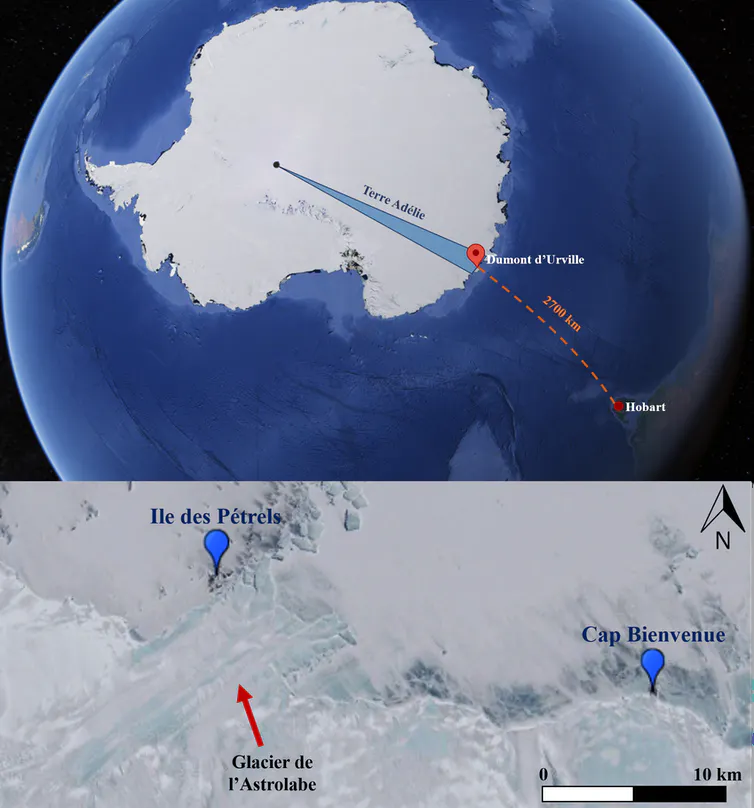 Terre Adélie
Dumont d’Urville
2700 km
Hobart
Ile des Pétrels
N
Cap Bienvenue
Glacier de
l’Astrolabe
0
10 km